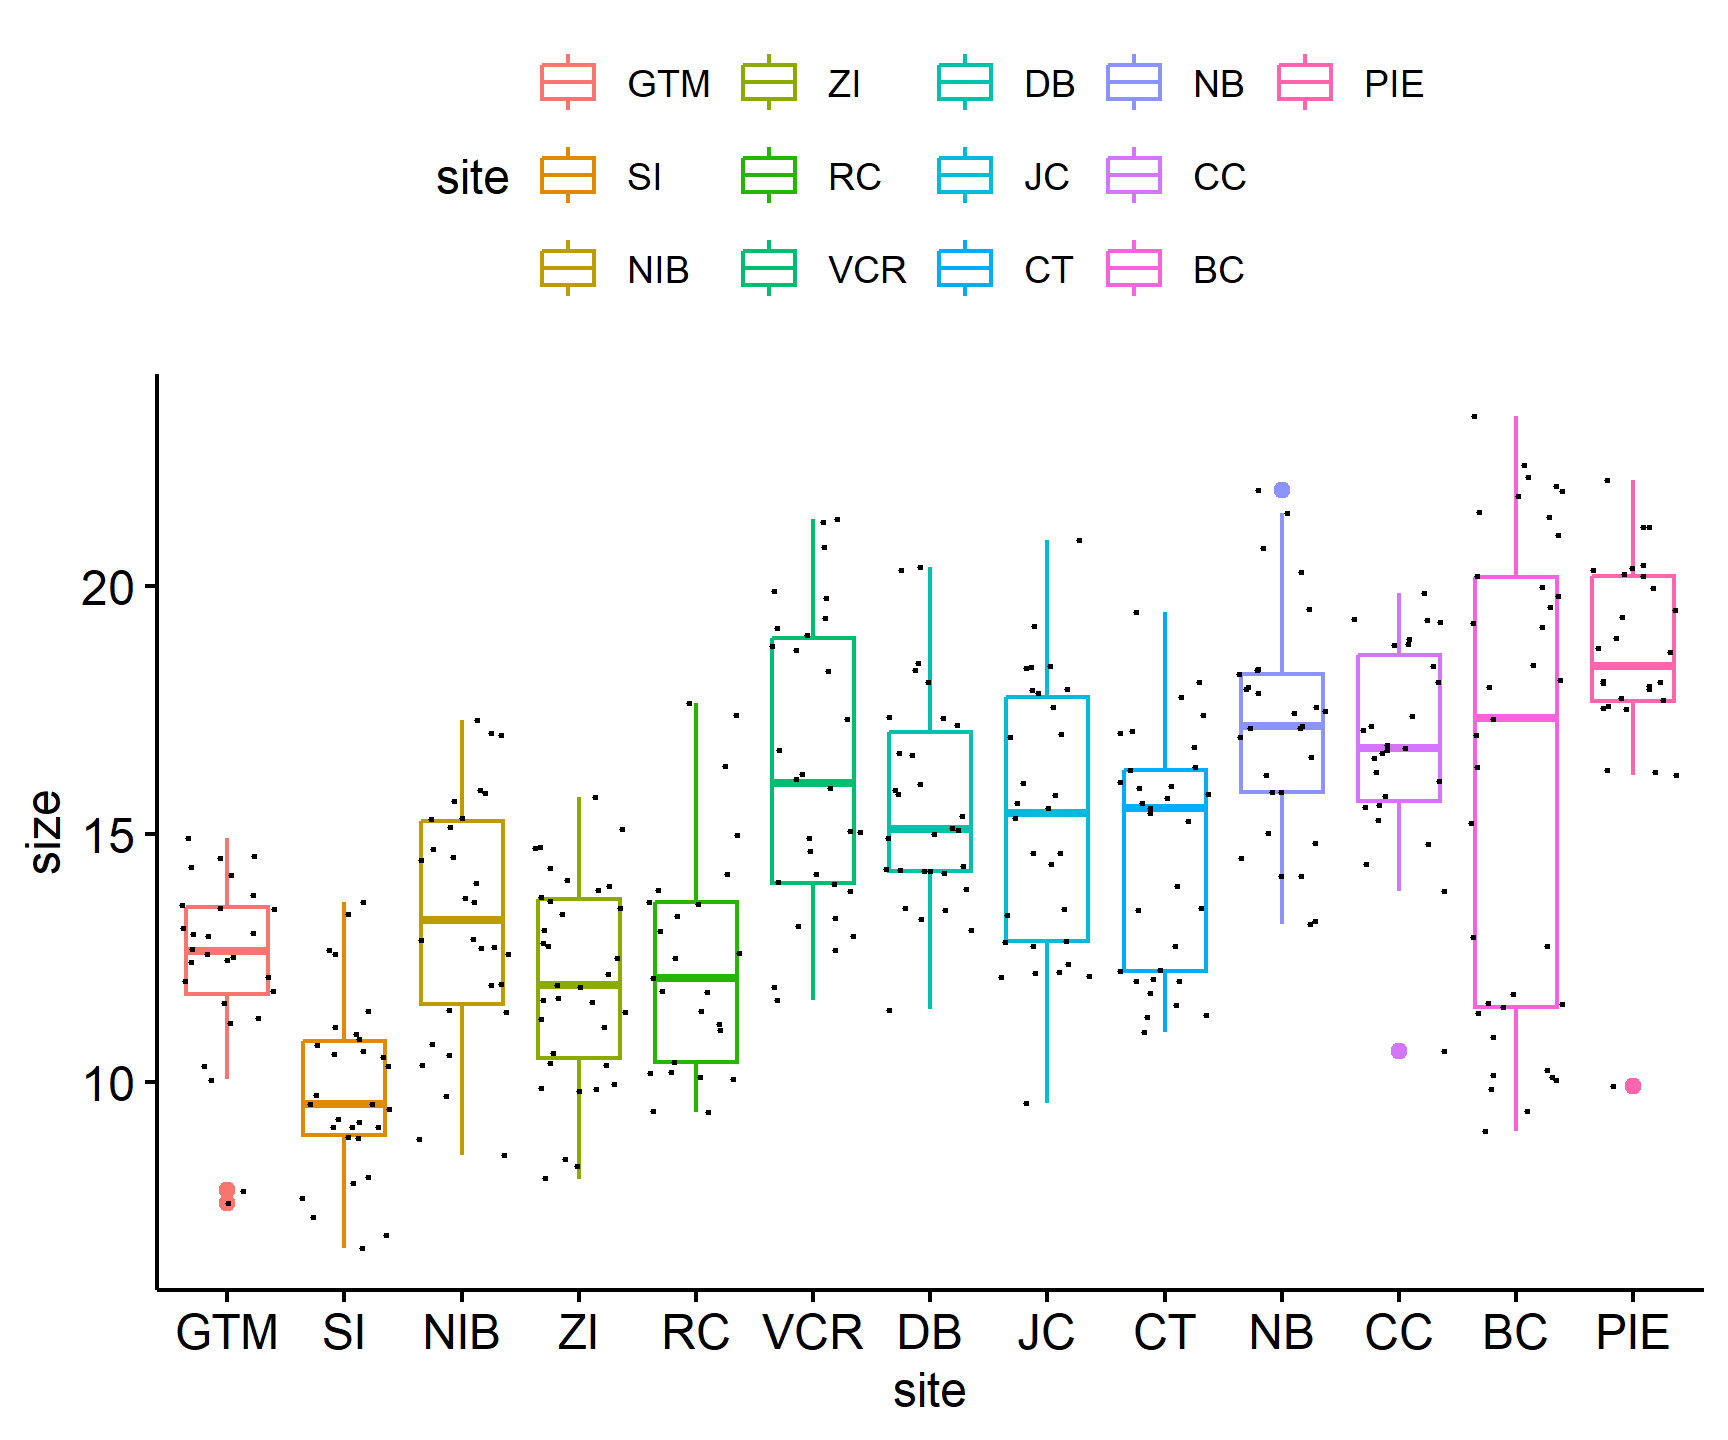 GTM ZI DB NB PIE
site SI RC JC CC
NIB VCR CT BC
size
20
15
10
GTM SI NIB ZI RC VCR DB JC CT NB CC BC PIE
site